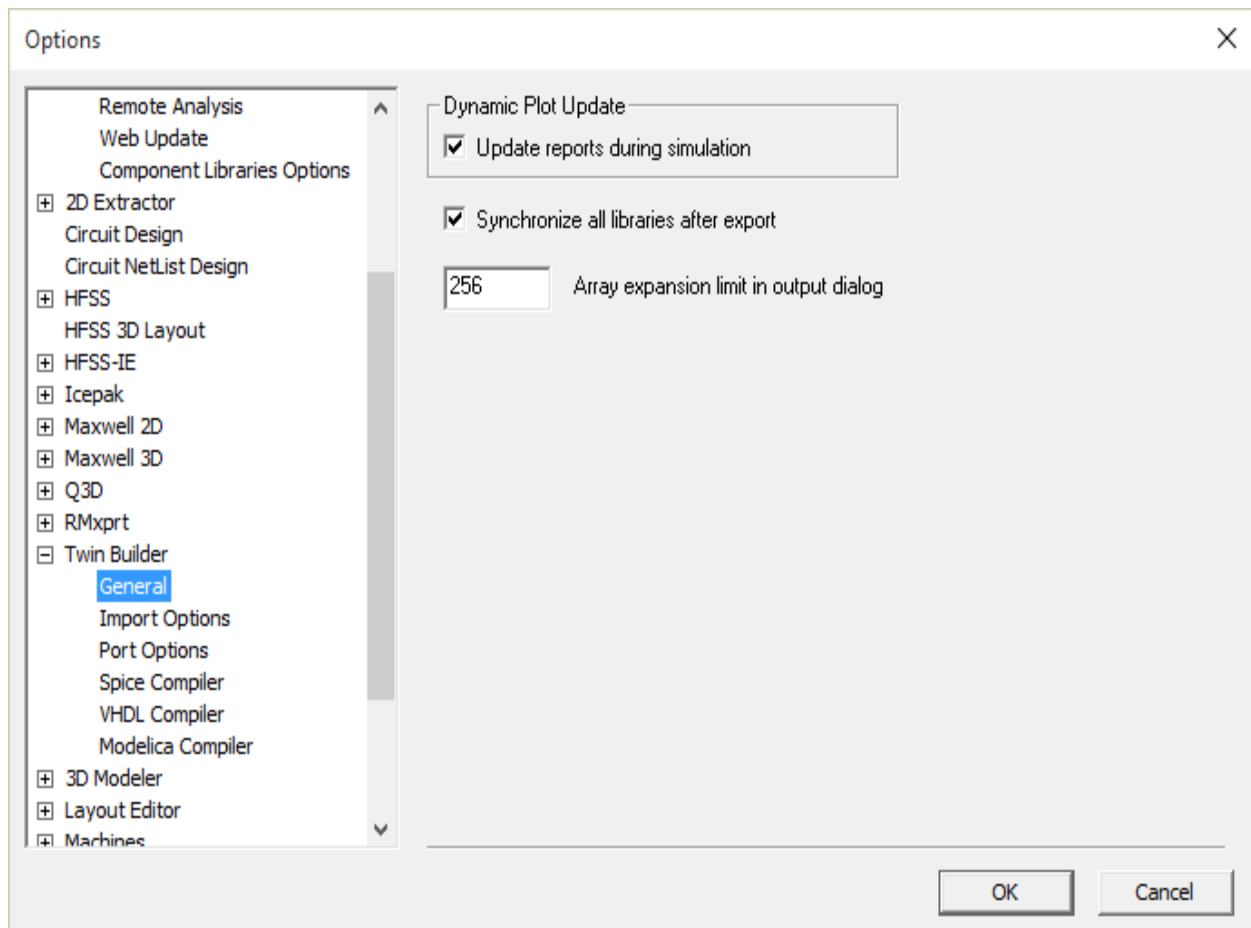 Options
Remote Analysis
Web Update
Component Libraries Options
2D Extractor
Circuit Design
Circuit NetList Design
HFSS
HFSS 3D Layout
HFSS-IE
Icepak
Maxwell 2D
Maxwell 3D
Q3D
RMxprt
Twin Builder
General
Import Options
Port Options
Spice Compiler
VHDL Compiler
Modelica Compiler
3D Modeler
Layout Editor
Machines
Dynamic Plot Update
Update reports during simulation
Synchronize all libraries after export
256 Array expansion limit in output dialog
OK Cancel